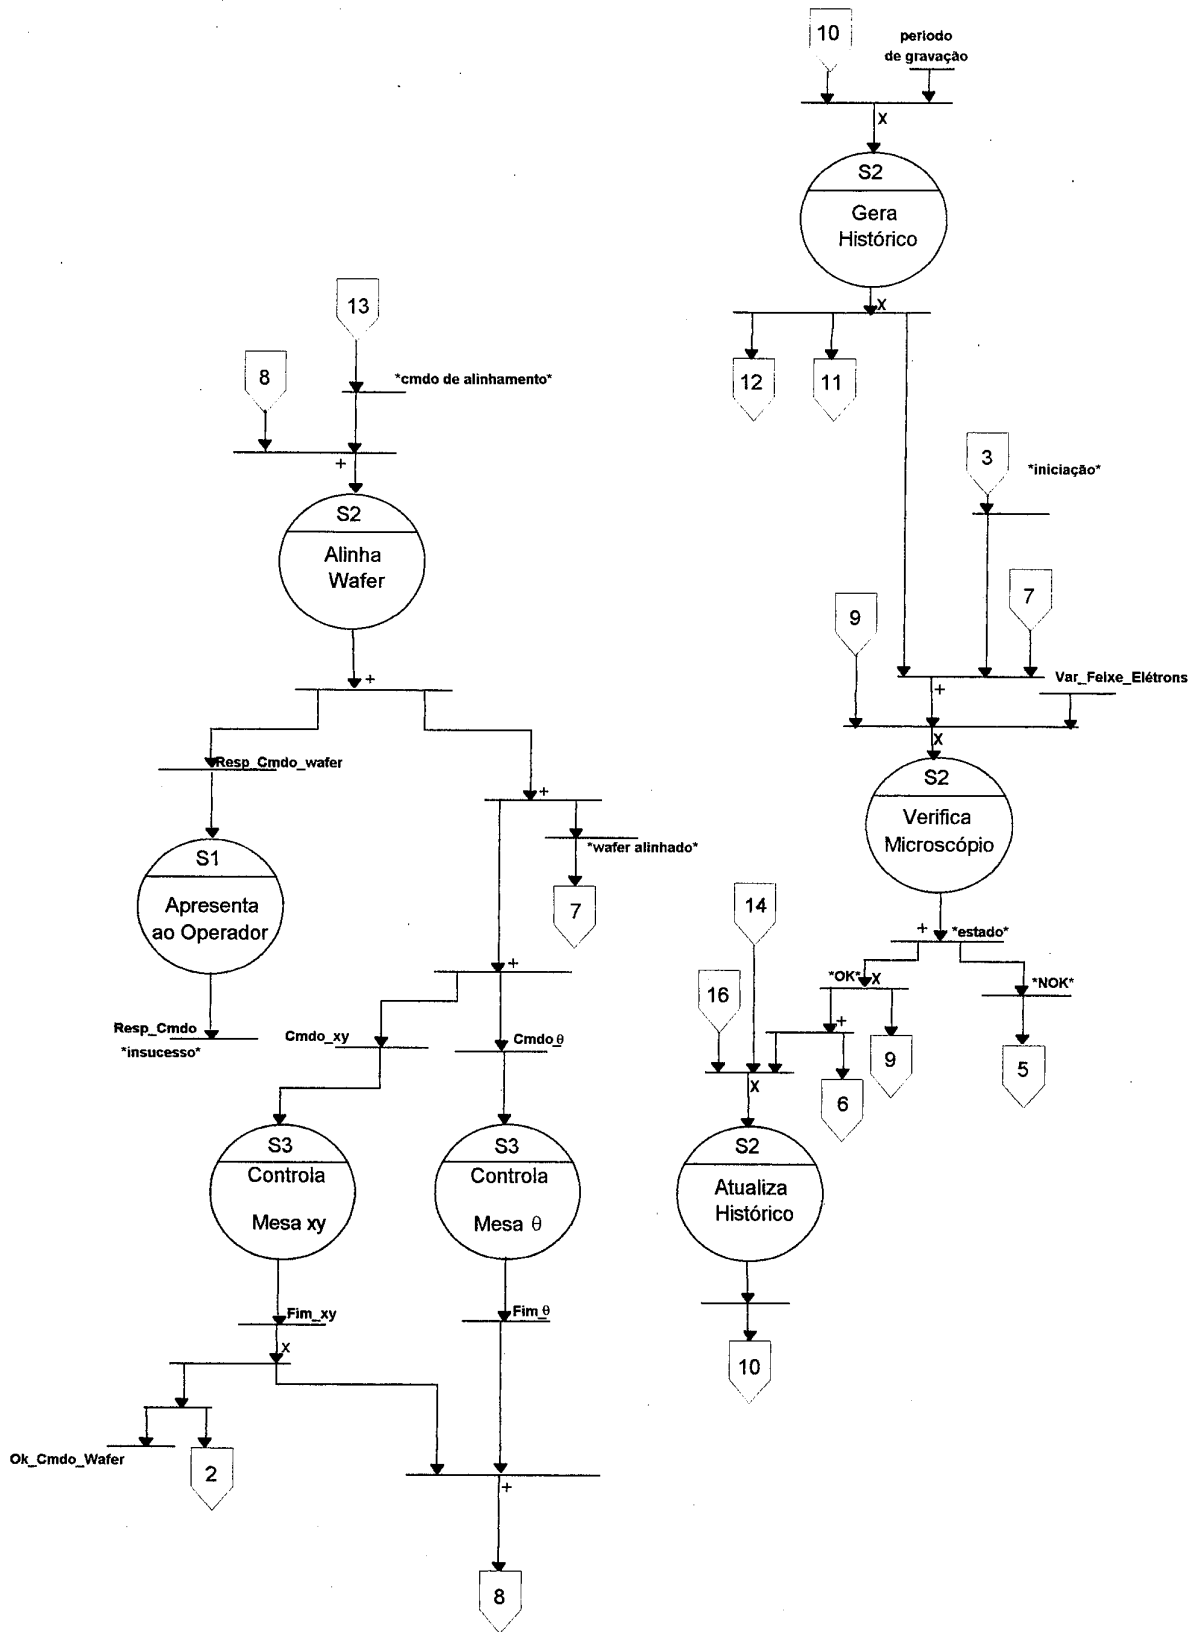 10
periodo
de gravação
X
S2
Gera
Histórico
X
12
11
3
*iniciação*
9
7
+
Var_Feixe_Elétrons
X
S2
Verifica
Microscópio
+
*estado*
*OK*
X
*NOK*
14
16
+
X
6
9
5
S2
Atualiza
Histórico
10
13
8
*cmdo de alinhamento*
+
S2
Alinha
Wafer
+
Resp_Cmdo_wafer
S1
Apresenta
ao Operador
Resp_Cmdo
*insucesso*
+
*wafer alinhado*
7
+
Cmdo_xy
Cmdo_θ
S3
Controla
Mesa xy
S3
Controla
Mesa θ
Fim_xy
Fim_θ
X
Ok_Cmdo_Wafer
2
+
8